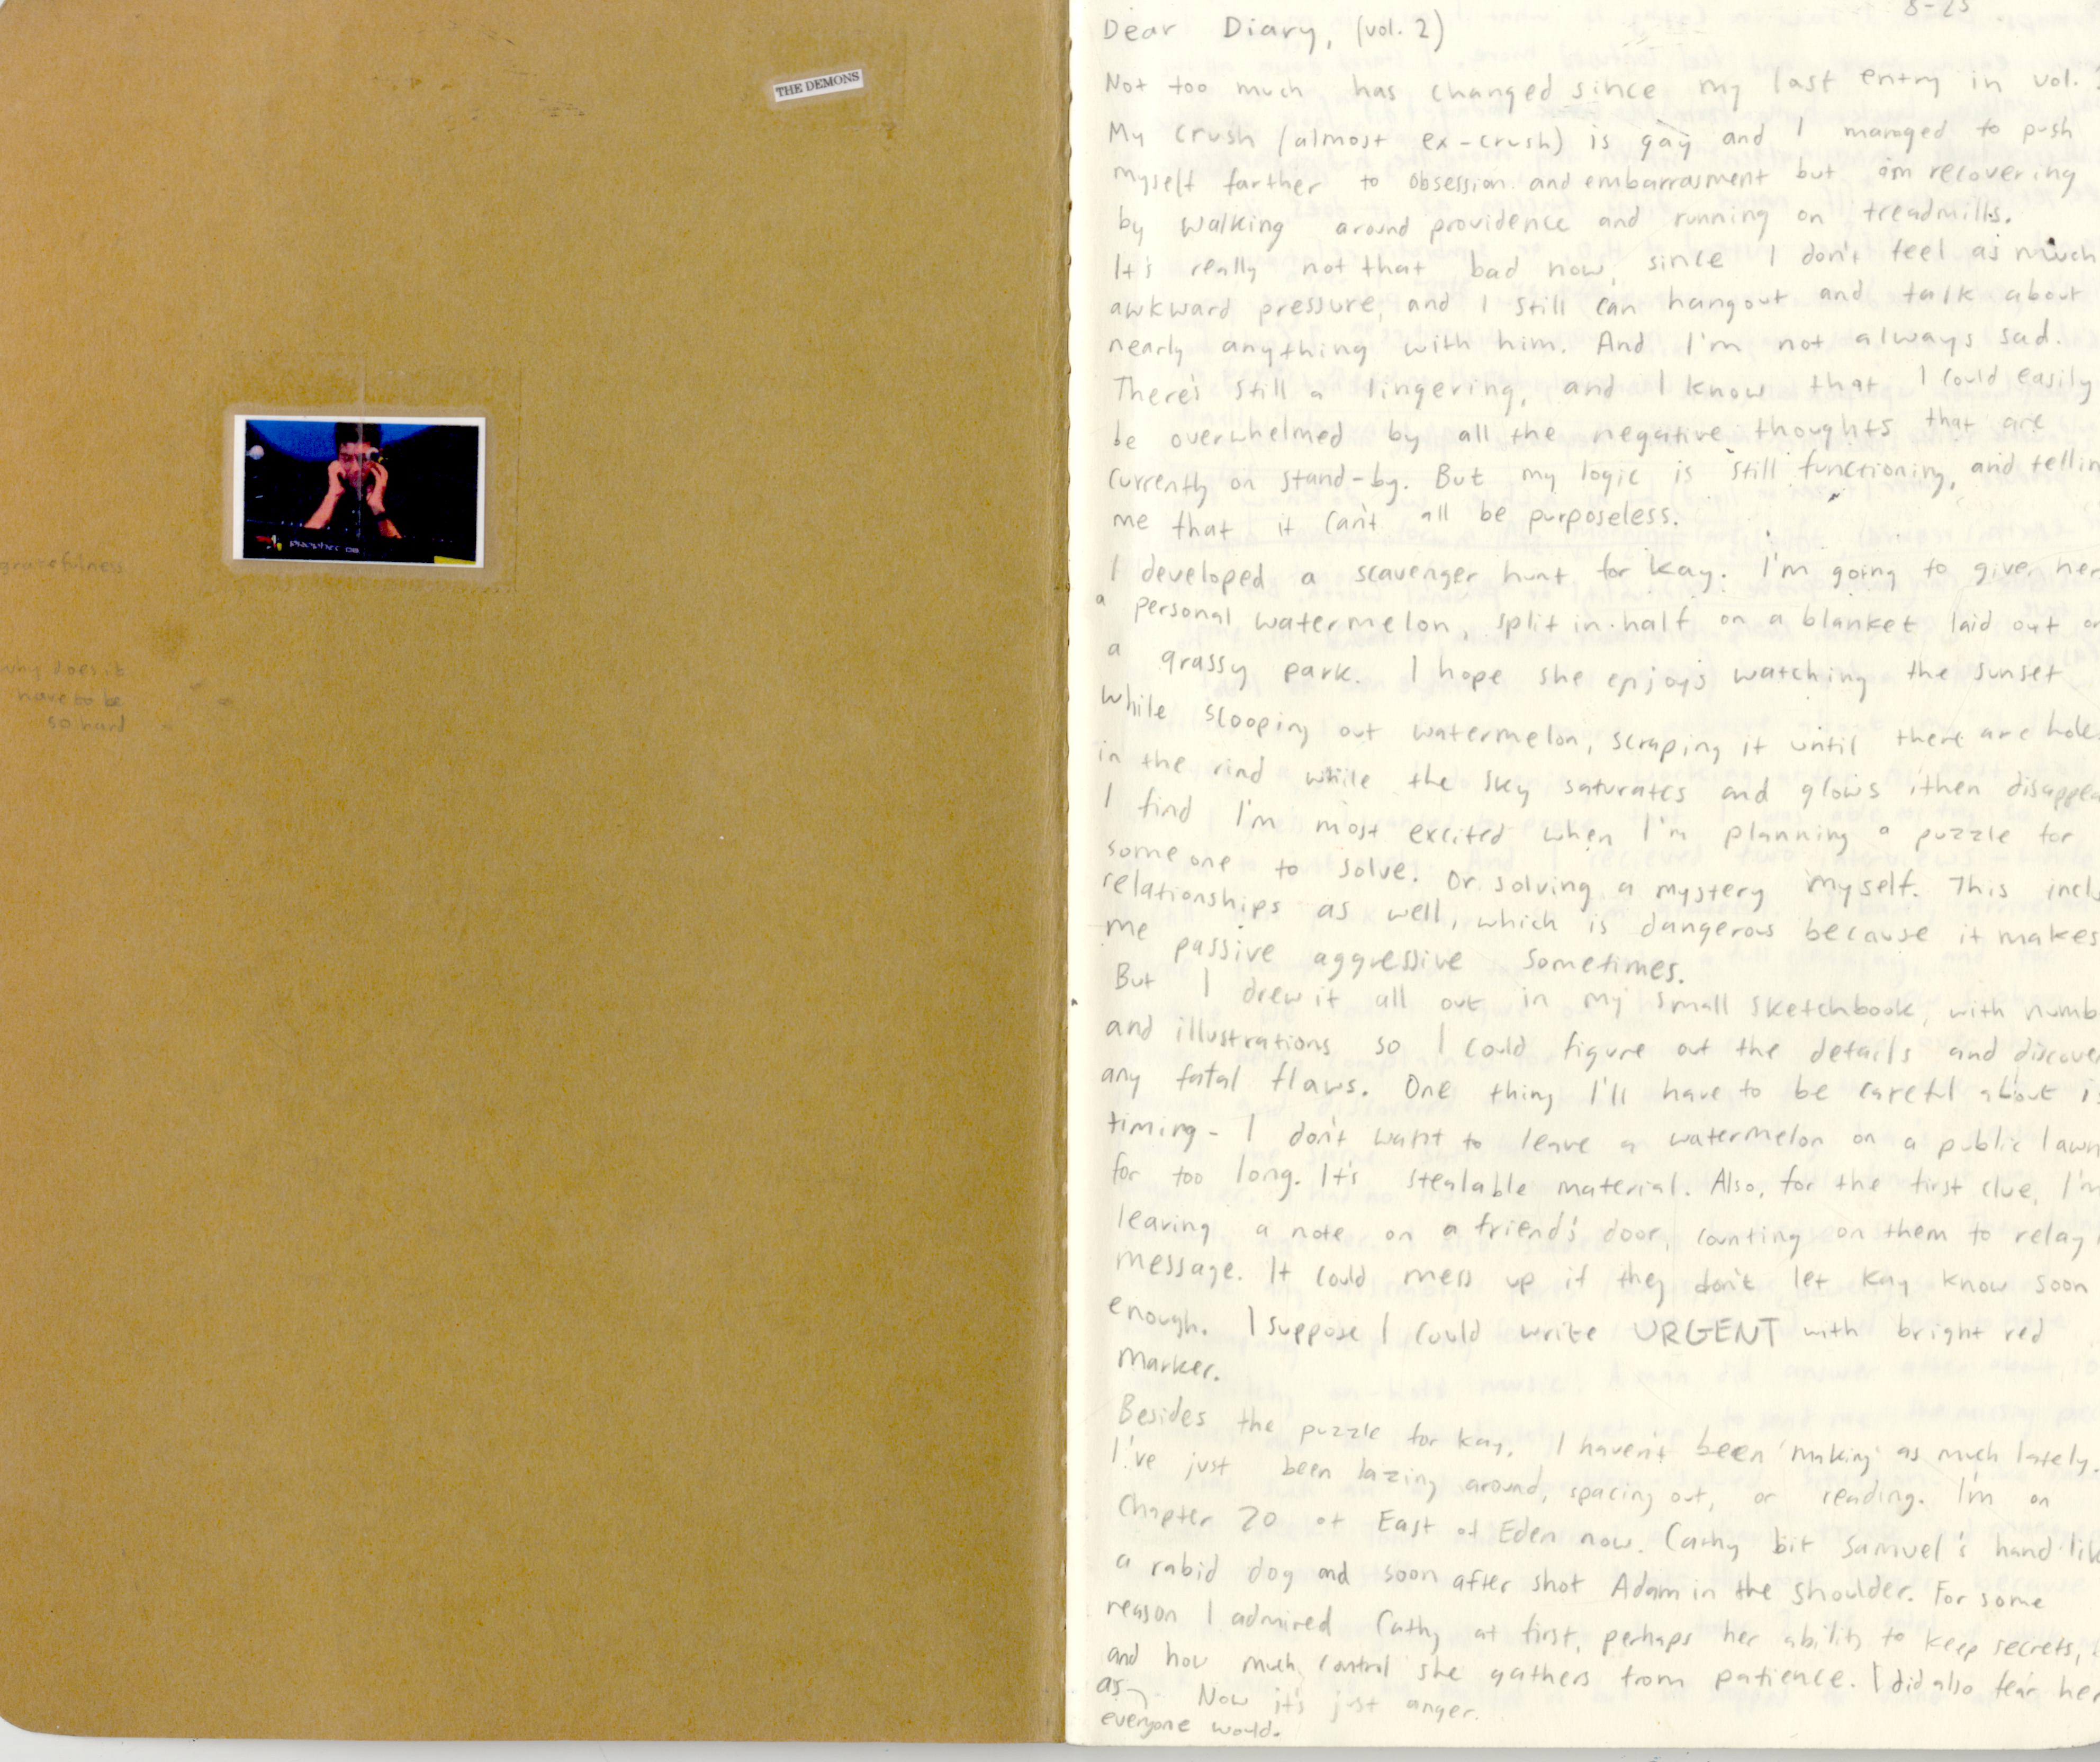 THE DEMONS
gracefulness
why does it
have to be
so hard
8-25
Dear Diary, (vol. 2)
Not too much has changed since my last entry in vol.
My crush (almost ex-crush) is gay and I managed to push
myself farther to obsession and embarrasment but am recovering
by walking around providence and running on treadmills.
It's really not that bad now, since I don't feel as much
awkward pressure, and I still can hangout and talk about
nearly anything with him. And I'm not always sad.
There's still a lingering, and I know that I could easily
be overwhelmed by all the negative thoughts that are
currently on stand-by. But my logic is still functioning, and tellin
me that it can't all be purposeless.
I developed a scavenger hunt for kay. I'm going to give her
a personal watermelon, split in half on a blanket laid out on
a grassy park. I hope she enjoys watching the sunset
while scooping out watermelon, scraping it until there are hole
in the rind while the sky saturates and glows then disappea
I find I'm most excited when I'm planning a puzzle for
someone to solve. Or solving a mystery myself. This inclu
relationships as well, which is dangerous because it makes
me passive aggressive sometimes.
But I drew it all out in my small sketchbook, with numb
and illustrations so I could figure out the details and discover
any fatal flaws. One thing I'll have to be careful about is
timing - I don't want to leave a watermelon on a public lawn
for too long. It's stealable material. Also, for the first clue, I'm
leaving a note on a friend's door, counting on them to relay
message. It could mess up if they don't let kay know soon
enough. I suppose I could write URGENT with bright red
marker.
Besides the puzzle for kay, I haven't been 'making' as much lately.
I've just been lazing around, spacing out, or reading. I'm on
Chapter 20 of East of Eden now. Cathy bit Samuel's hand lik
a rabid dog and soon after shot Adam in the shoulder. For some
reason I admired Cathy at first, perhaps her ability to keep secrets,
and how much control she gathers from patience. I did also fear her
as
everyone would. Now it's just anger.